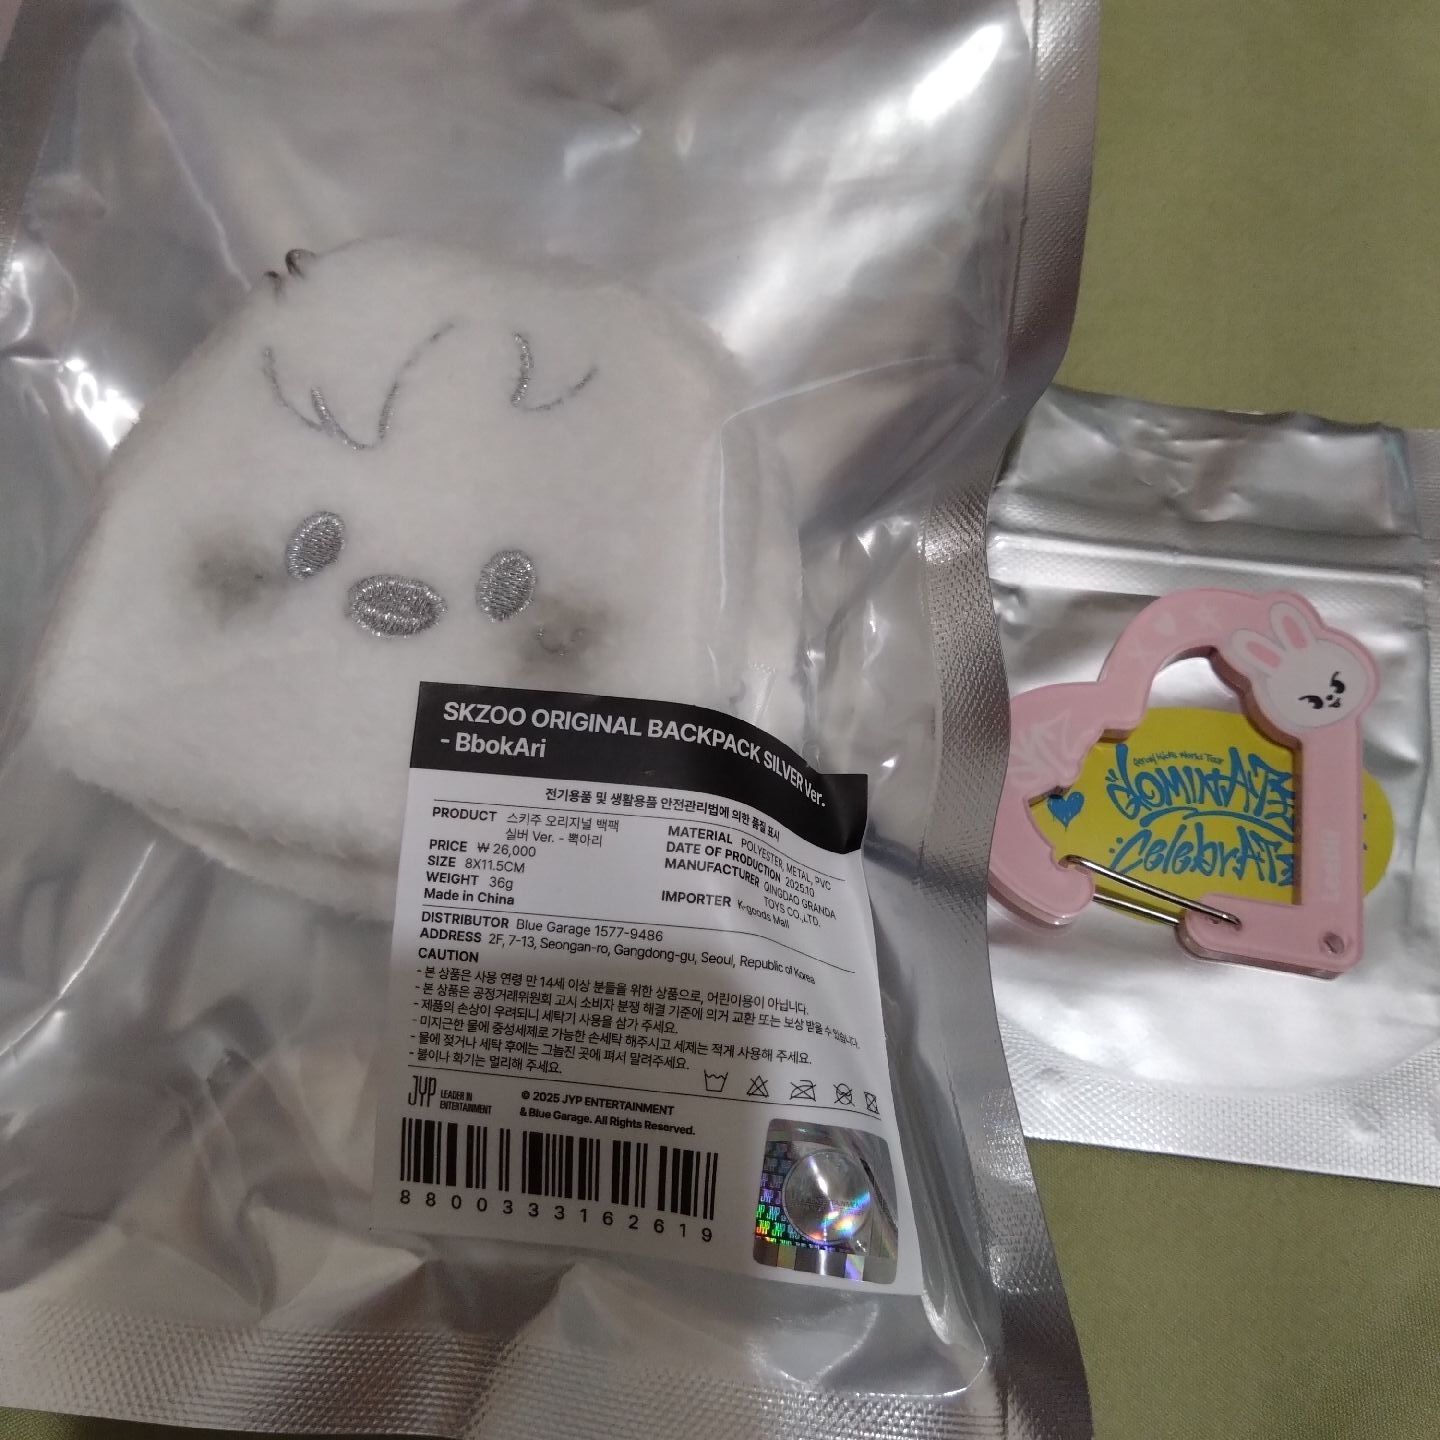 SKZOO ORIGINAL BACKPACK SILVER Ver.
- BbokAri
전기용품 및 생활용품 안전관리법에 의한 품질 표시
PRODUCT 스키주 오리지널 백팩
실버 Ver. - 뽁아리
PRICE ₩ 26,000
SIZE 8X11.5CM
WEIGHT 36g
Made in China
MATERIAL POLYESTER, METAL, PVC
DATE OF PRODUCTION 2025.10
MANUFACTURER QINGDAO GRANDA
TOYS CO.,LTD.
IMPORTER K-goods Mall
DISTRIBUTOR Blue Garage 1577-9486
ADDRESS 2F, 7-13, Seongan-ro, Gangdong-gu, Seoul, Republic of Korea
CAUTION
- 본 상품은 사용 연령 만 14세 이상 분들을 위한 상품으로, 어린이용이 아닙니다.
- 본 상품은 공정거래위원회 고시 소비자 분쟁 해결 기준에 의거 교환 또는 보상 받을 수 있습니다.
- 제품의 손상이 우려되니 세탁기 사용을 삼가 주세요.
- 미지근한 물에 중성세제로 가능한 손세탁 해주시고 세제는 적게 사용해 주세요.
- 물에 젖거나 세탁 후에는 그늘진 곳에 펴서 말려주세요.
- 불이나 화기는 멀리해 주세요.
JYP LEADER IN
ENTERTAINMENT
© 2025 JYP ENTERTAINMENT
& Blue Garage. All Rights Reserved.
8800333162619
JYP JYP JYP
Stray Kids World Tour
dominATE
celebrATE